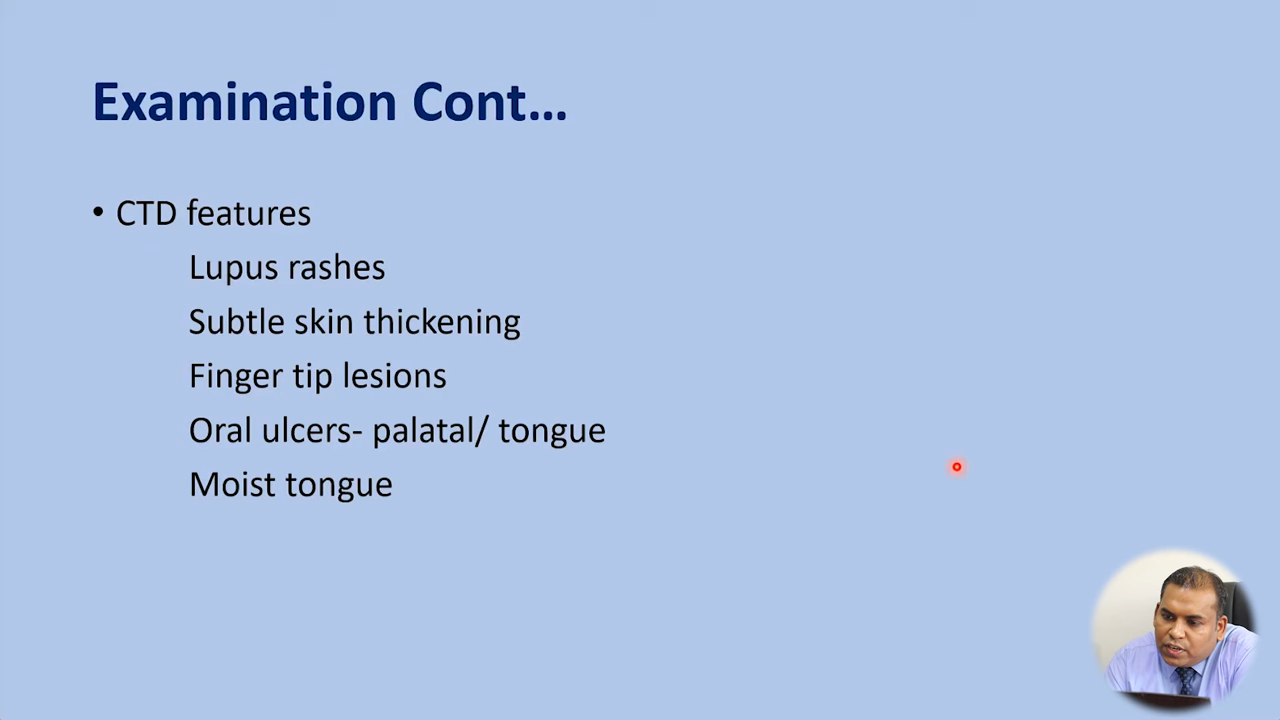 Examination Cont...
• CTD features
Lupus rashes
Subtle skin thickening
Finger tip lesions
Oral ulcers- palatal/ tongue
Moist tongue